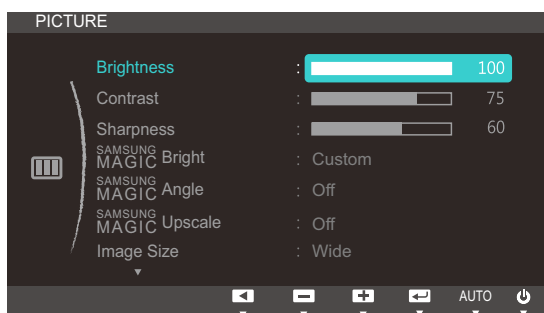 PICTURE
Brightness : 100
Contrast : 75
Sharpness : 60
SAMSUNG MAGIC Bright : Custom
SAMSUNG MAGIC Angle : Off
SAMSUNG MAGIC Upscale : Off
Image Size : Wide
AUTO